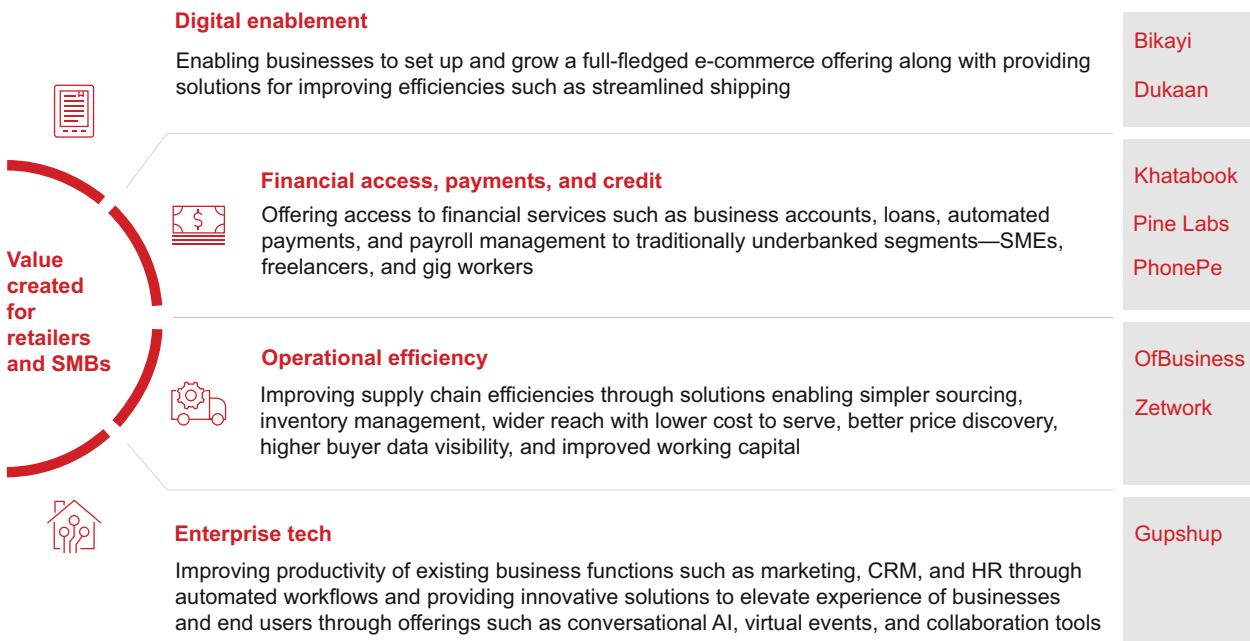 Digital enablement
Enabling businesses to set up and grow a full-fledged e-commerce offering along with providing
solutions for improving efficiencies such as streamlined shipping
Bikayi
Dukaan
Value
created
for
retailers
and SMBs
Financial access, payments, and credit
Offering access to financial services such as business accounts, loans, automated
payments, and payroll management to traditionally underbanked segments—SMEs,
freelancers, and gig workers
Khatabook
Pine Labs
PhonePe
Operational efficiency
Improving supply chain efficiencies through solutions enabling simpler sourcing,
inventory management, wider reach with lower cost to serve, better price discovery,
higher buyer data visibility, and improved working capital
OfBusiness
Zetwork
Enterprise tech
Improving productivity of existing business functions such as marketing, CRM, and HR through
automated workflows and providing innovative solutions to elevate experience of businesses
and end users through offerings such as conversational AI, virtual events, and collaboration tools
Gupshup